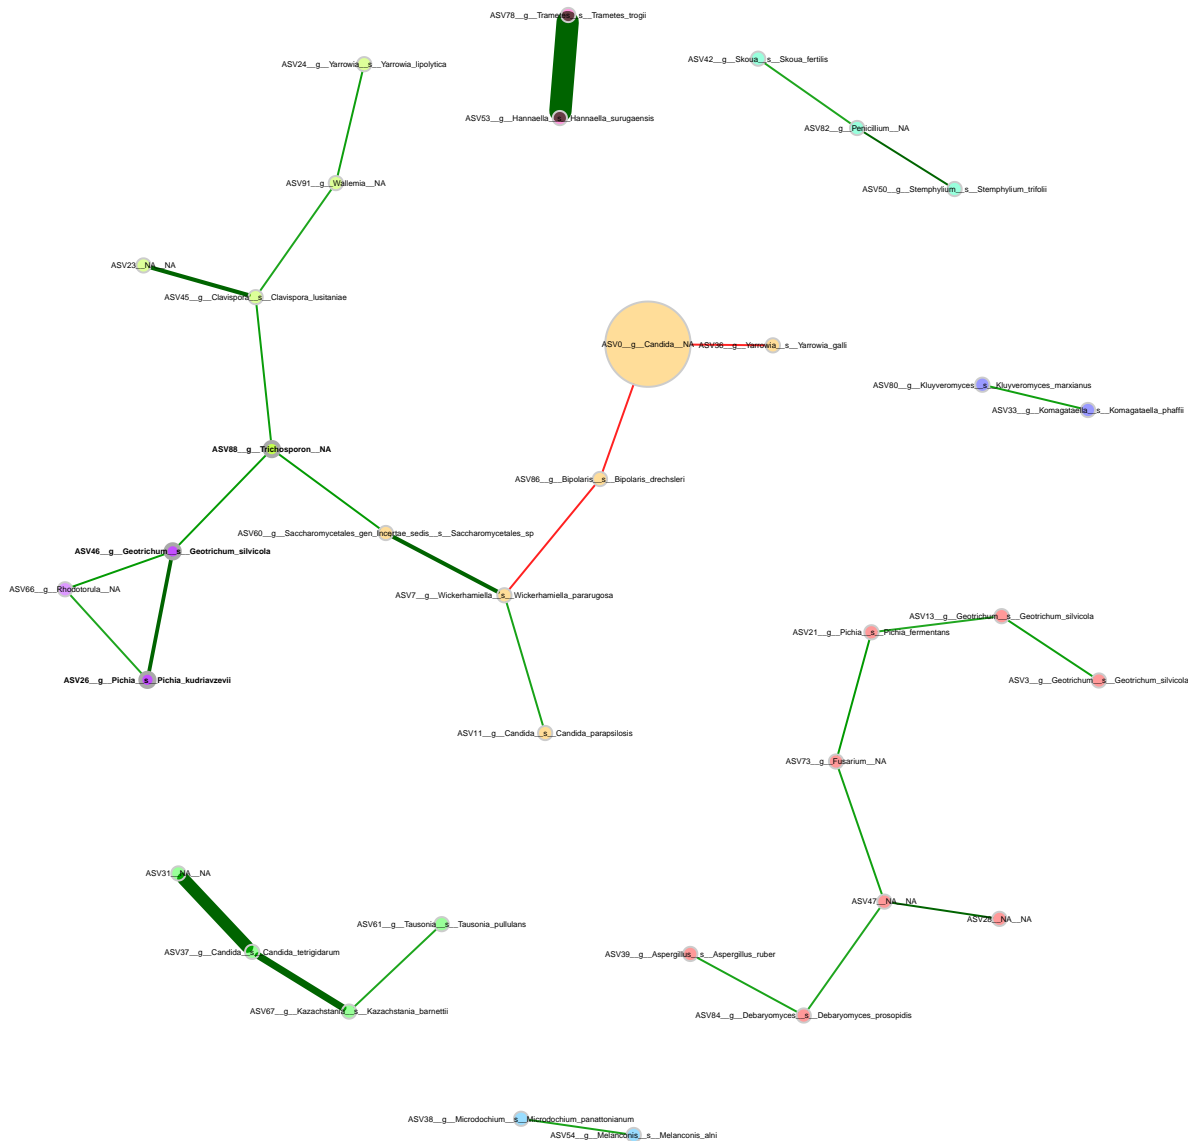 ASV78__g__Trametes__s__Trametes_trogii
ASV24__g__Yarrowia__s__Yarrowia_lipolytica
ASV42__g__Skoua__s__Skoua_fertilis
ASV53__g__Hannaella__s__Hannaella_surugaensis
ASV82__g__Penicillium__NA
ASV91__g__Wallemia__NA
ASV50__g__Stemphylium__s__Stemphylium_trifolii
ASV23__NA__NA
ASV45__g__Clavispora__s__Clavispora_lusitaniae
ASV0__g__Candida__NA
ASV36__g__Yarrowia__s__Yarrowia_galli
ASV80__g__Kluyveromyces__s__Kluyveromyces_marxianus
ASV33__g__Komagataella__s__Komagataella_phaffii
ASV88__g__Trichosporon__NA
ASV86__g__Bipolaris__s__Bipolaris_drechsleri
ASV60__g__Saccharomycetales_gen_Incertae_sedis__s__Saccharomycetales_sp
ASV46__g__Geotrichum__s__Geotrichum_silvicola
ASV66__g__Rhodotorula__NA
ASV7__g__Wickerhamiella__s__Wickerhamiella_pararugosa
ASV13__g__Geotrichum__s__Geotrichum_silvicola
ASV21__g__Pichia__s__Pichia_fermentans
ASV26__g__Pichia__s__Pichia_kudriavzevii
ASV3__g__Geotrichum__s__Geotrichum_silvicola
ASV11__g__Candida__s__Candida_parapsilosis
ASV73__g__Fusarium__NA
ASV31__NA__NA
ASV47__NA__NA
ASV28__NA__NA
ASV61__g__Tausonia__s__Tausonia_pullulans
ASV37__g__Candida__s__Candida_tetrigidarum
ASV39__g__Aspergillus__s__Aspergillus_ruber
ASV67__g__Kazachstania__s__Kazachstania_barnettii
ASV84__g__Debaryomyces__s__Debaryomyces_prosopidis
ASV38__g__Microdochium__s__Microdochium_panattonianum
ASV54__g__Melanconis__s__Melanconis_alni